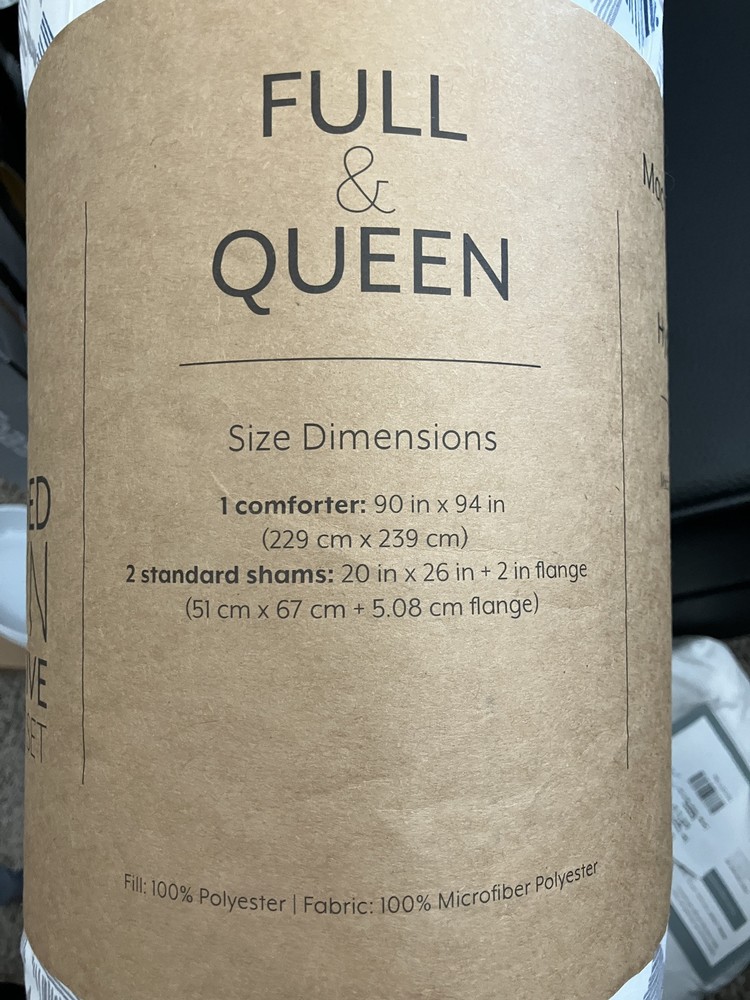 FULL
&
QUEEN
Size Dimensions
1 comforter: 90 in x 94 in
(229 cm x 239 cm)
2 standard shams: 20 in x 26 in + 2 in flange
(51 cm x 67 cm + 5.08 cm flange)
Fill: 100% Polyester | Fabric: 100% Microfiber Polyester